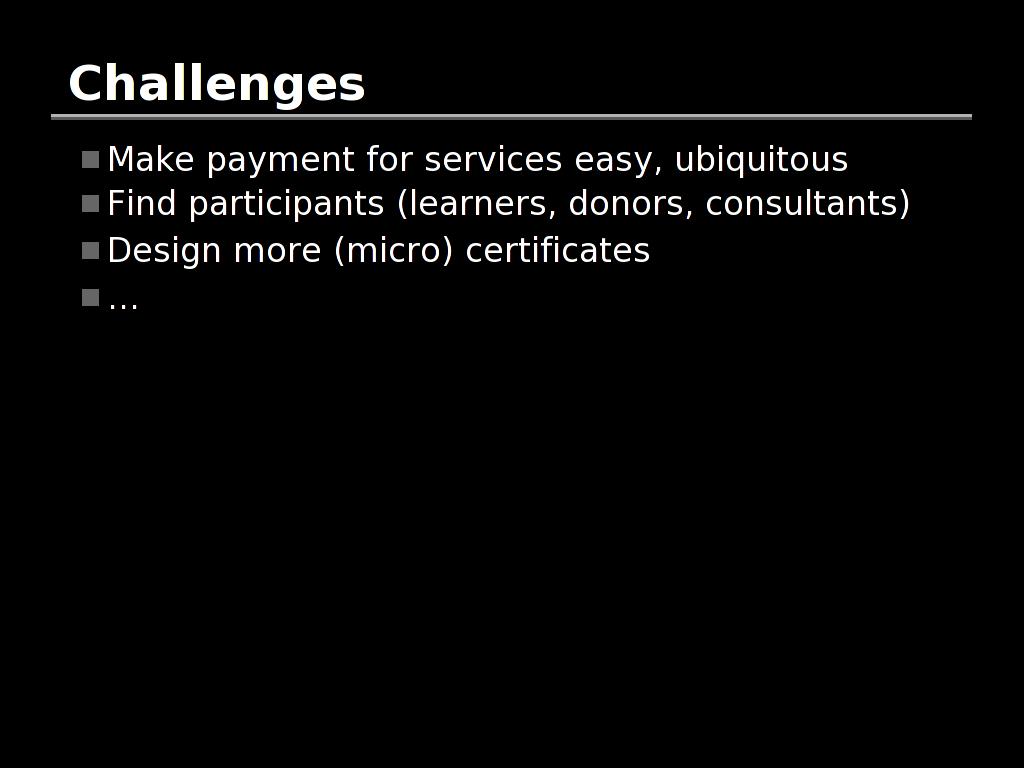 Challenges
Make payment for services easy, ubiquitous
Find participants (learners, donors, consultants)
Design more (micro) certificates
...